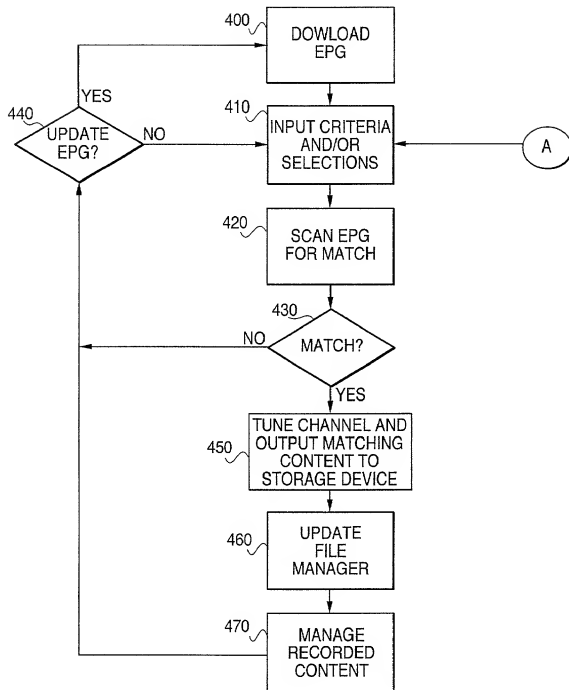 400
DOWLOAD
EPG
YES
440
UPDATE
EPG?
NO
410
INPUT CRITERIA
AND/OR
SELECTIONS
A
420
SCAN EPG
FOR MATCH
430
NO
MATCH?
YES
TUNE CHANNEL AND
OUTPUT MATCHING
CONTENT TO
STORAGE DEVICE
450
460
UPDATE
FILE
MANAGER
470
MANAGE
RECORDED
CONTENT